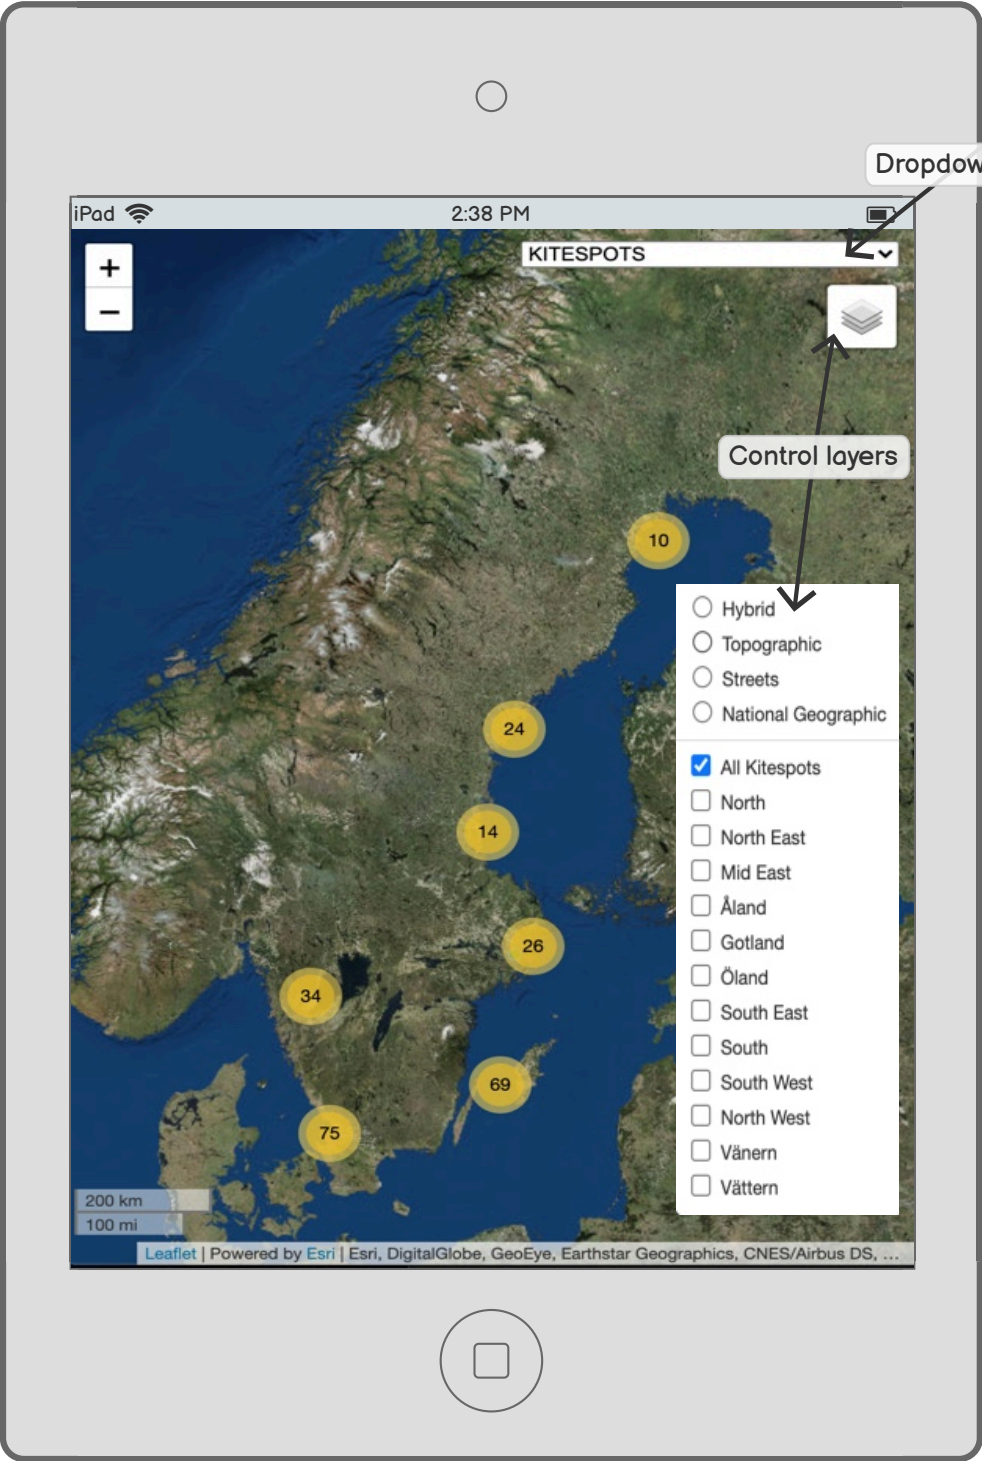 Dropdow
iPad
2:38 PM
+
KITESPOTS
−
Control layers
10
Hybrid
Topographic
Streets
National Geographic
24
All Kitespots
North
14
North East
Mid East
Åland
26
Gotland
Öland
34
South East
South
69
South West
North West
75
Vänern
Vättern
200 km
100 mi
Leaflet | Powered by Esri | Esri, DigitalGlobe, GeoEye, Earthstar Geographics, CNES/Airbus DS, ...